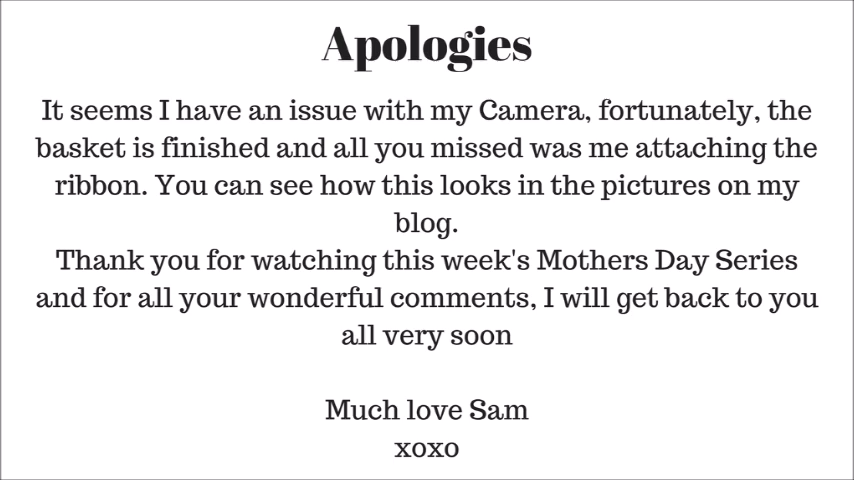 Apologies
It seems I have an issue with my Camera, fortunately, the
basket is finished and all you missed was me attaching the
ribbon. You can see how this looks in the pictures on my
blog.
Thank you for watching this week's Mothers Day Series
and for all your wonderful comments, I will get back to you
all very soon
Much love Sam
xoxo